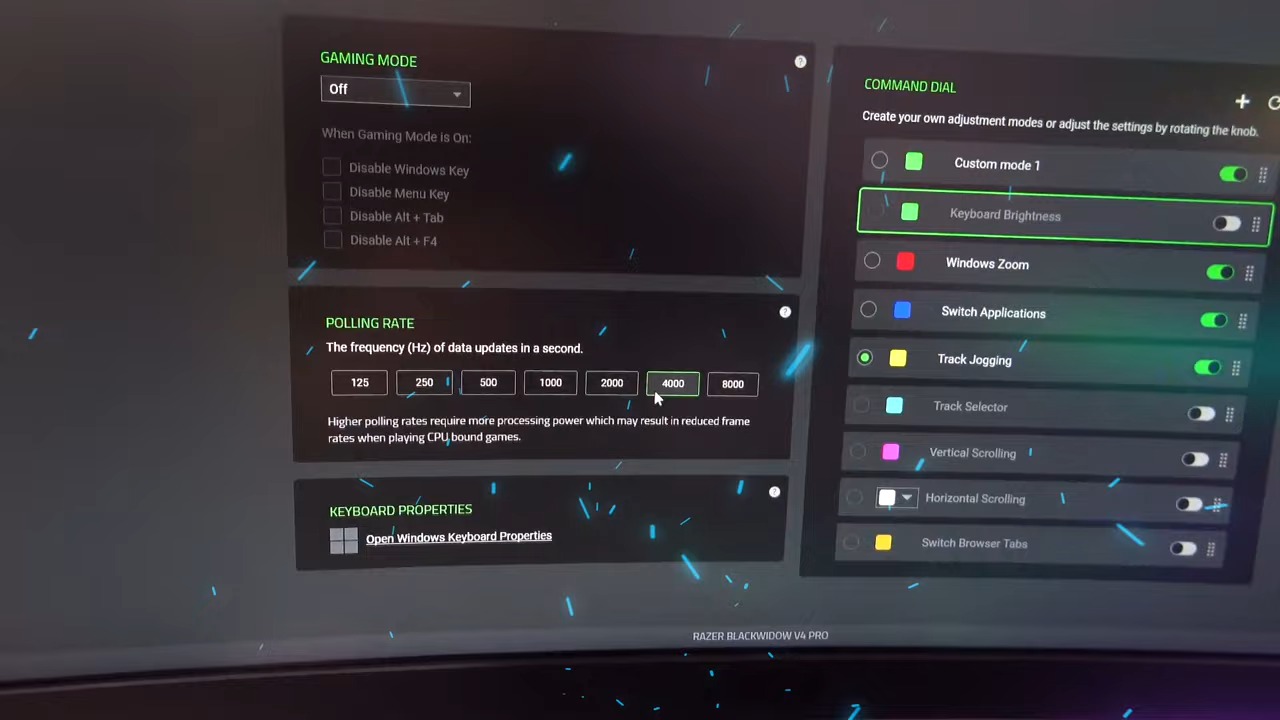 GAMING MODE
?
Off
When Gaming Mode is On:
Disable Windows Key
Disable Menu Key
Disable Alt + Tab
Disable Alt + F4
POLLING RATE
?
The frequency (Hz) of data updates in a second.
125 250 500 1000 2000 4000 8000
Higher polling rates require more processing power which may result in reduced frame
rates when playing CPU bound games.
KEYBOARD PROPERTIES
?
Open Windows Keyboard Properties
COMMAND DIAL
Create your own adjustment modes or adjust the settings by rotating the knob.
Custom mode 1
Keyboard Brightness
Windows Zoom
Switch Applications
Track Jogging
Track Selector
Vertical Scrolling
Horizontal Scrolling
Switch Browser Tabs
RAZER BLACKWIDOW V4 PRO